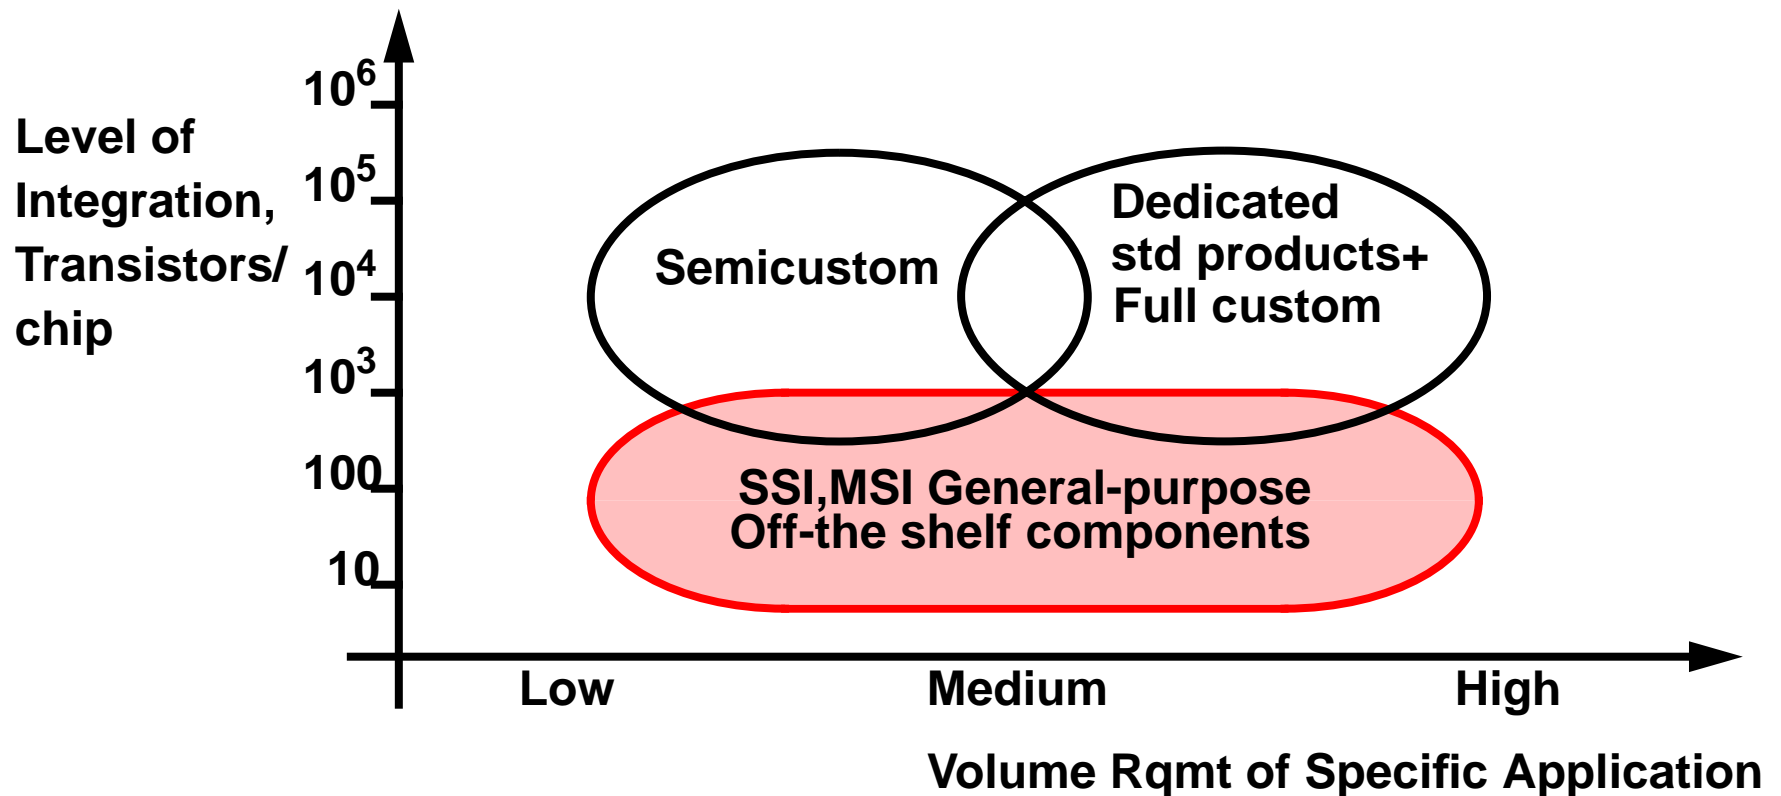 Level of
Integration,
Transistors/
chip
10^6
10^5
10^4
10^3
100
10
Semicustom
Dedicated
std products+
Full custom
SSI,MSI General-purpose
Off-the shelf components
Low Medium High
Volume Rqmt of Specific Application